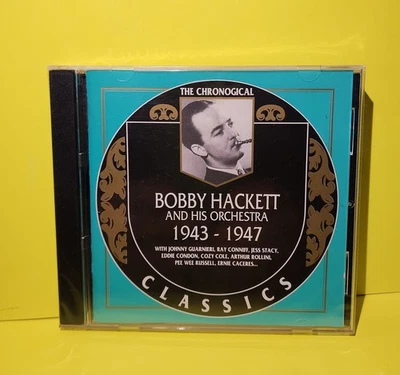 THE CHRONOGICAL
BOBBY HACKETT
AND HIS ORCHESTRA
1943 - 1947
WITH JOHNNY GUARNIERI, RAY CONNIFF, JESS STACY,
EDDIE CONDON, COZY COLE, ARTHUR ROLLINI,
PEE WEE RUSSELL, ERNIE CACERES...
CLASSICS